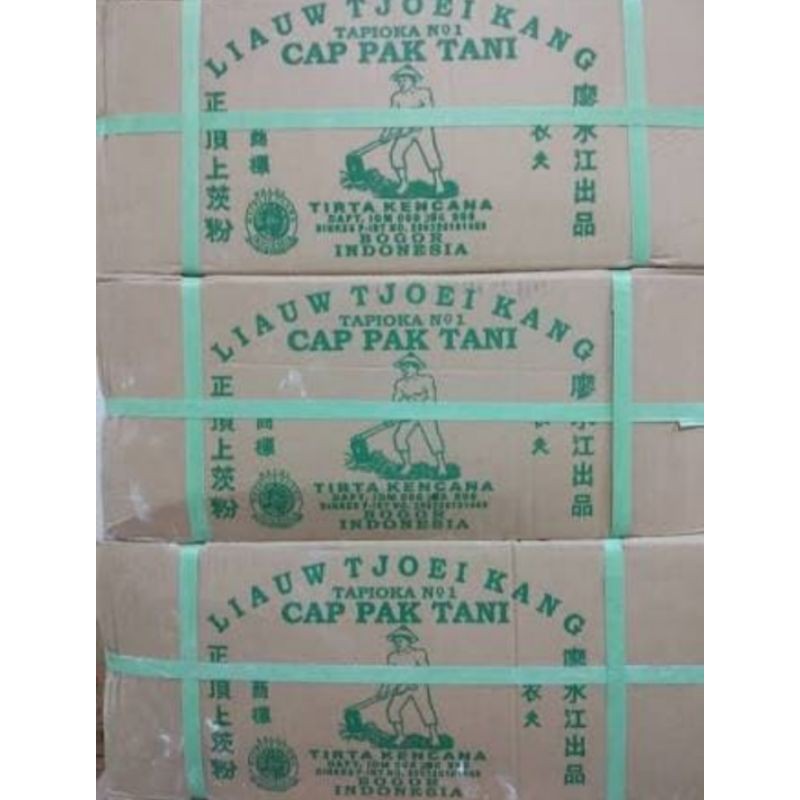 LIAUW TJOEI KANG
TAPIOKA No1
CAP PAK TANI
正頂上茨粉
商標
農夫
廖水江出品
TIRTA KENCANA
BOGOR
INDONESIA
LIAUW TJOEI KANG
TAPIOKA No1
CAP PAK TANI
正頂上茨粉
商標
夫
廖水江出品
TIRTA KENCANA
BOGOR
INDONESIA
LIAUW TJOEI KANG
TAPIOKA No1
CAP PAK TANI
正頂上茨粉
商標
農夫
廖水江出品
TIRTA KENCANA
BOGOR
INDONESIA